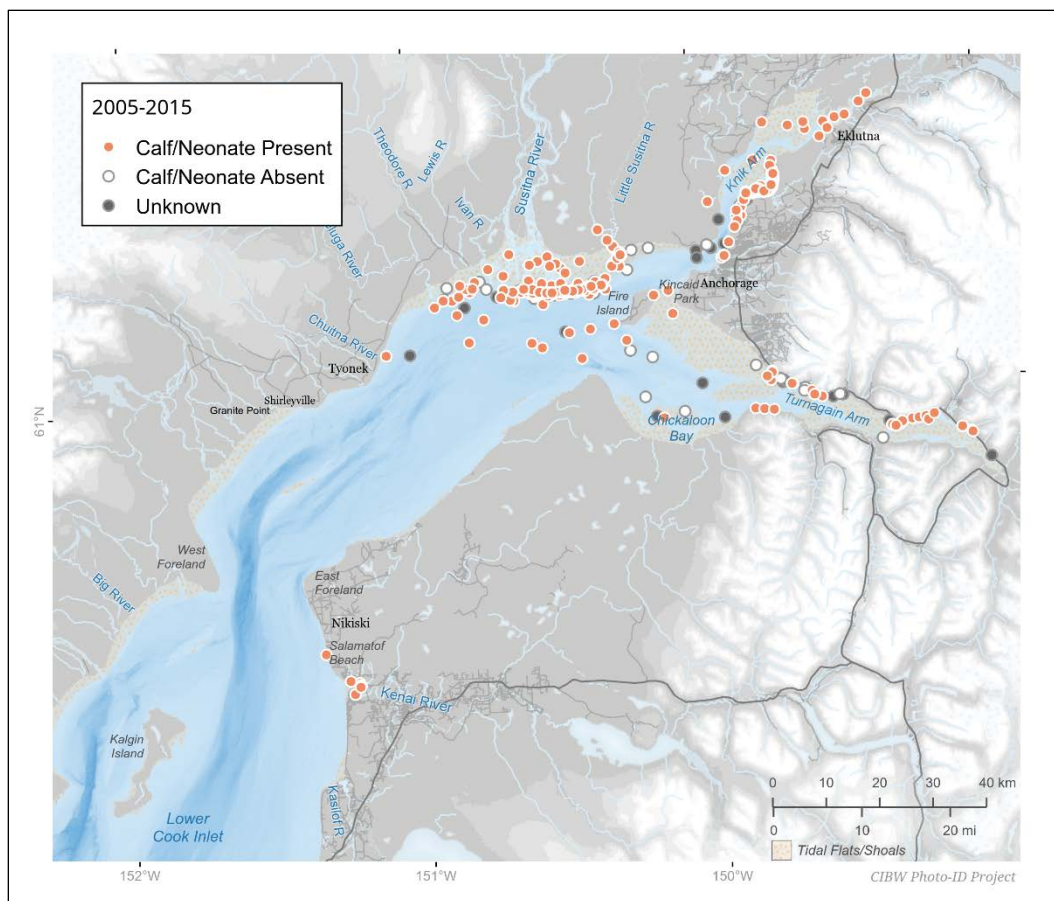 2005-2015
Calf/Neonate Present
Calf/Neonate Absent
Unknown
Theodore R
Lewis R
Ivan R
Susitna River
Little Susitna R
Knik Arm
Eklutna
uga River
Chuitna River
Tyonek
Shirleyville
Granite Point
Fire
Island
Kincaid
Park
Anchorage
61°N
Chickaloon
Bay
Turnagain Arm
West
Foreland
Big River
East
Foreland
Nikiski
Salamatof
Beach
Kenai River
Kalgin
Island
Lower
Cook Inlet
Kasilof R
0 10 20 30 40 km
0 10 20 mi
Tidal Flats/Shoals
152°W
151°W
150°W
CIBW Photo-ID Project